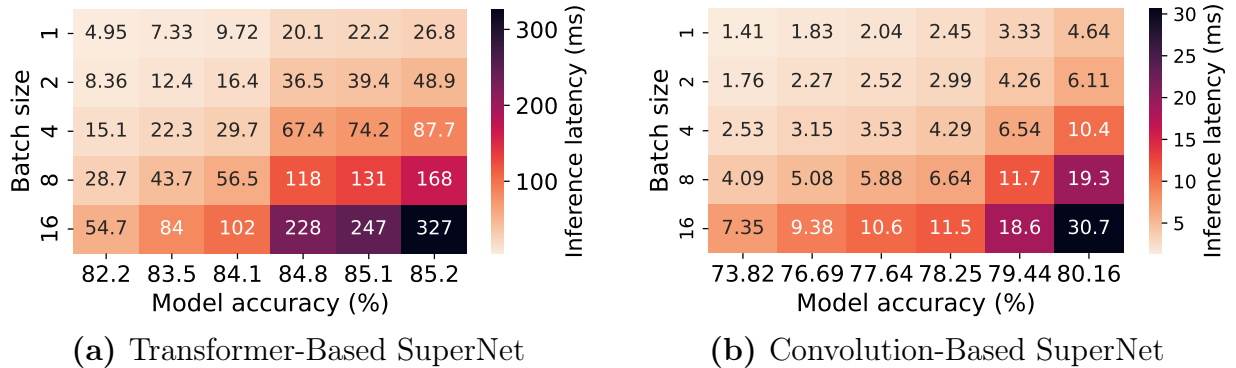 Batch size
1 4.95 7.33 9.72 20.1 22.2 26.8
2 8.36 12.4 16.4 36.5 39.4 48.9
4 15.1 22.3 29.7 67.4 74.2 87.7
8 28.7 43.7 56.5 118 131 168
16 54.7 84 102 228 247 327
82.2 83.5 84.1 84.8 85.1 85.2
Model accuracy (%)
300
200
100
Inference latency (ms)
(a) Transformer-Based SuperNet
Batch size
1 1.41 1.83 2.04 2.45 3.33 4.64
2 1.76 2.27 2.52 2.99 4.26 6.11
4 2.53 3.15 3.53 4.29 6.54 10.4
8 4.09 5.08 5.88 6.64 11.7 19.3
16 7.35 9.38 10.6 11.5 18.6 30.7
73.82 76.69 77.64 78.25 79.44 80.16
Model accuracy (%)
30
25
20
15
10
5
Inference latency (ms)
(b) Convolution-Based SuperNet